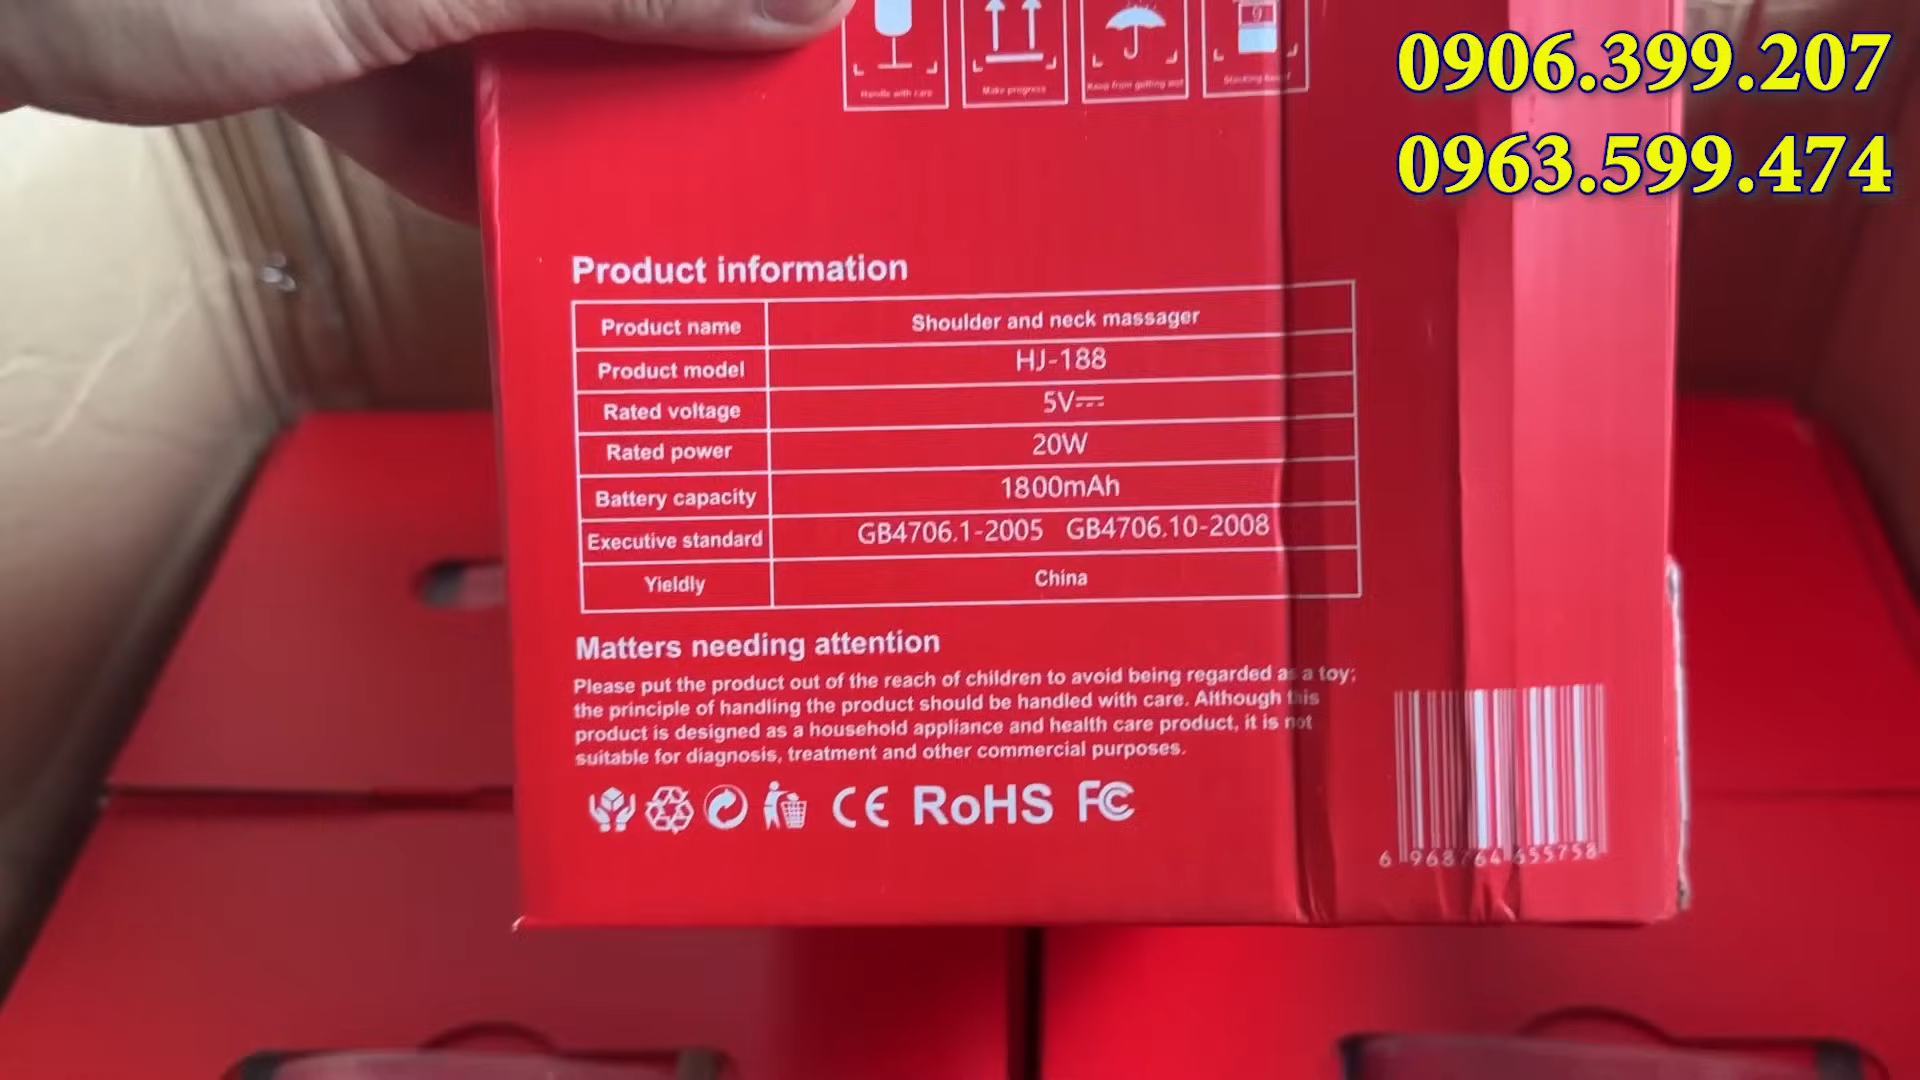 0906.399.207
0963.599.474
Handle with care
Make progress
Keep from getting wet
Product information
Product name Shoulder and neck massager
Product model HJ-188
Rated voltage 5V⎓
Rated power 20W
Battery capacity 1800mAh
Executive standard GB4706.1-2005 GB4706.10-2008
Yieldly China
Matters needing attention
Please put the product out of the reach of children to avoid being regarded as a toy;
the principle of handling the product should be handled with care. Although this
product is designed as a household appliance and health care product, it is not
suitable for diagnosis, treatment and other commercial purposes.
CE RoHS FC
6 968764 655758